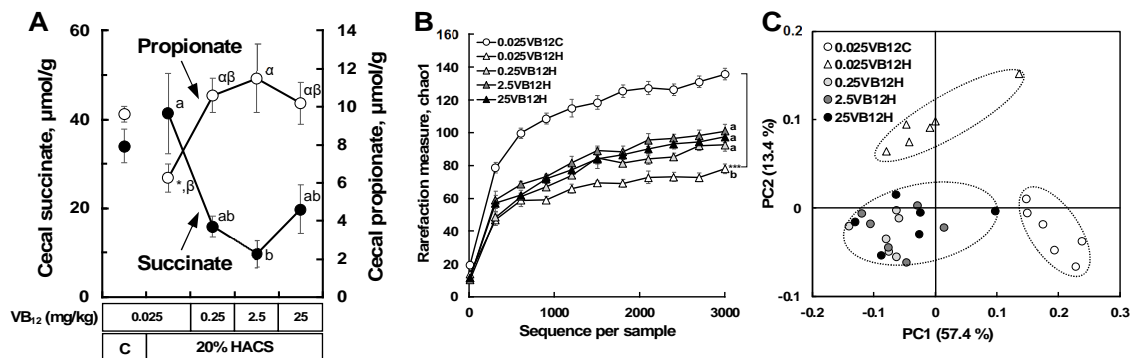 A
60
50
40
30
20
10
0
Cecal succinate, μmol/g
14
12
10
8
6
4
2
0
Cecal propionate, μmol/g
Propionate
Succinate
a
*,β
αβ
α
αβ
ab
b
ab
VB12 (mg/kg)
0.025 0.25 2.5 25
C 20% HACS
B
160
140
120
100
80
60
40
20
0
Rarefaction measure, chao1
0.025VB12C
0.025VB12H
0.25VB12H
2.5VB12H
25VB12H
a
a
a
***
b
0 1000 2000 3000
Sequence per sample
C
0.2
0.1
0
-0.1
PC2 (13.4 %)
0.025VB12C
0.025VB12H
0.25VB12H
2.5VB12H
25VB12H
-0.2 -0.1 0 0.1 0.2 0.3
PC1 (57.4 %)